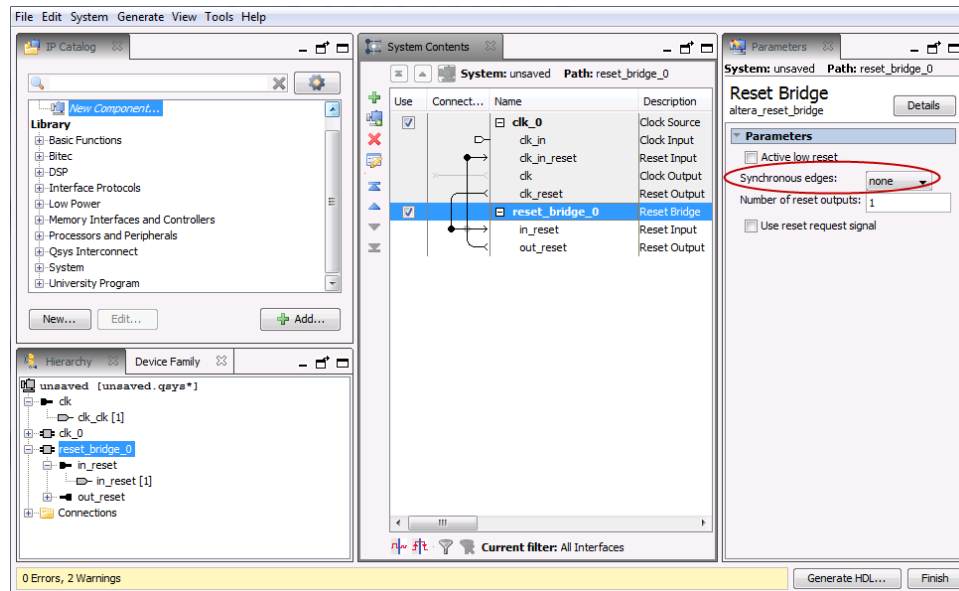 File Edit System Generate View Tools Help
IP Catalog
New Component...
Library
Basic Functions
Bitec
DSP
Interface Protocols
Low Power
Memory Interfaces and Controllers
Processors and Peripherals
Qsys Interconnect
System
University Program
New... Edit... Add...
Hierarchy Device Family
unsaved [unsaved.qsys*]
clk
clk_clk [1]
clk_0
reset_bridge_0
in_reset
in_reset [1]
out_reset
Connections
System Contents
System: unsaved Path: reset_bridge_0
Use Connect... Name Description
clk_0 Clock Source
clk_in Clock Input
clk_in_reset Reset Input
clk Clock Output
clk_reset Reset Output
reset_bridge_0 Reset Bridge
in_reset Reset Input
out_reset Reset Output
Current filter: All Interfaces
Parameters
System: unsaved Path: reset_bridge_0
Reset Bridge
altera_reset_bridge
Details
Parameters
Active low reset
Synchronous edges: none
Number of reset outputs: 1
Use reset request signal
0 Errors, 2 Warnings
Generate HDL... Finish